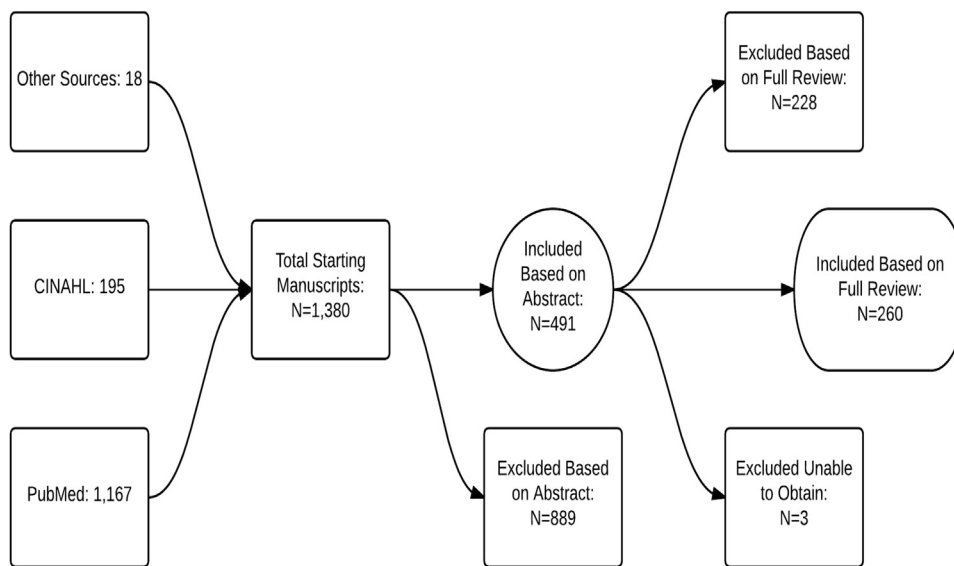 Other Sources: 18
CINAHL: 195
PubMed: 1,167
Total Starting
Manuscripts:
N=1,380
Included
Based on
Abstract:
N=491
Excluded Based
on Abstract:
N=889
Excluded Based
on Full Review:
N=228
Included Based on
Full Review:
N=260
Excluded Unable
to Obtain:
N=3